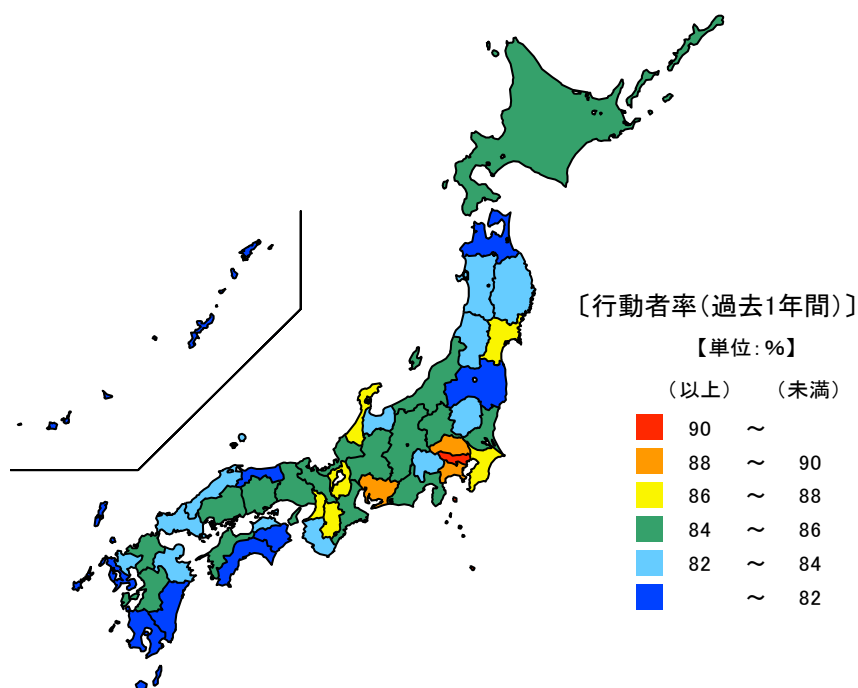 〔行動者率(過去1年間)〕
【単位:%】
(以上) (未満)
90 ～
88 ～ 90
86 ～ 88
84 ～ 86
82 ～ 84
～ 82